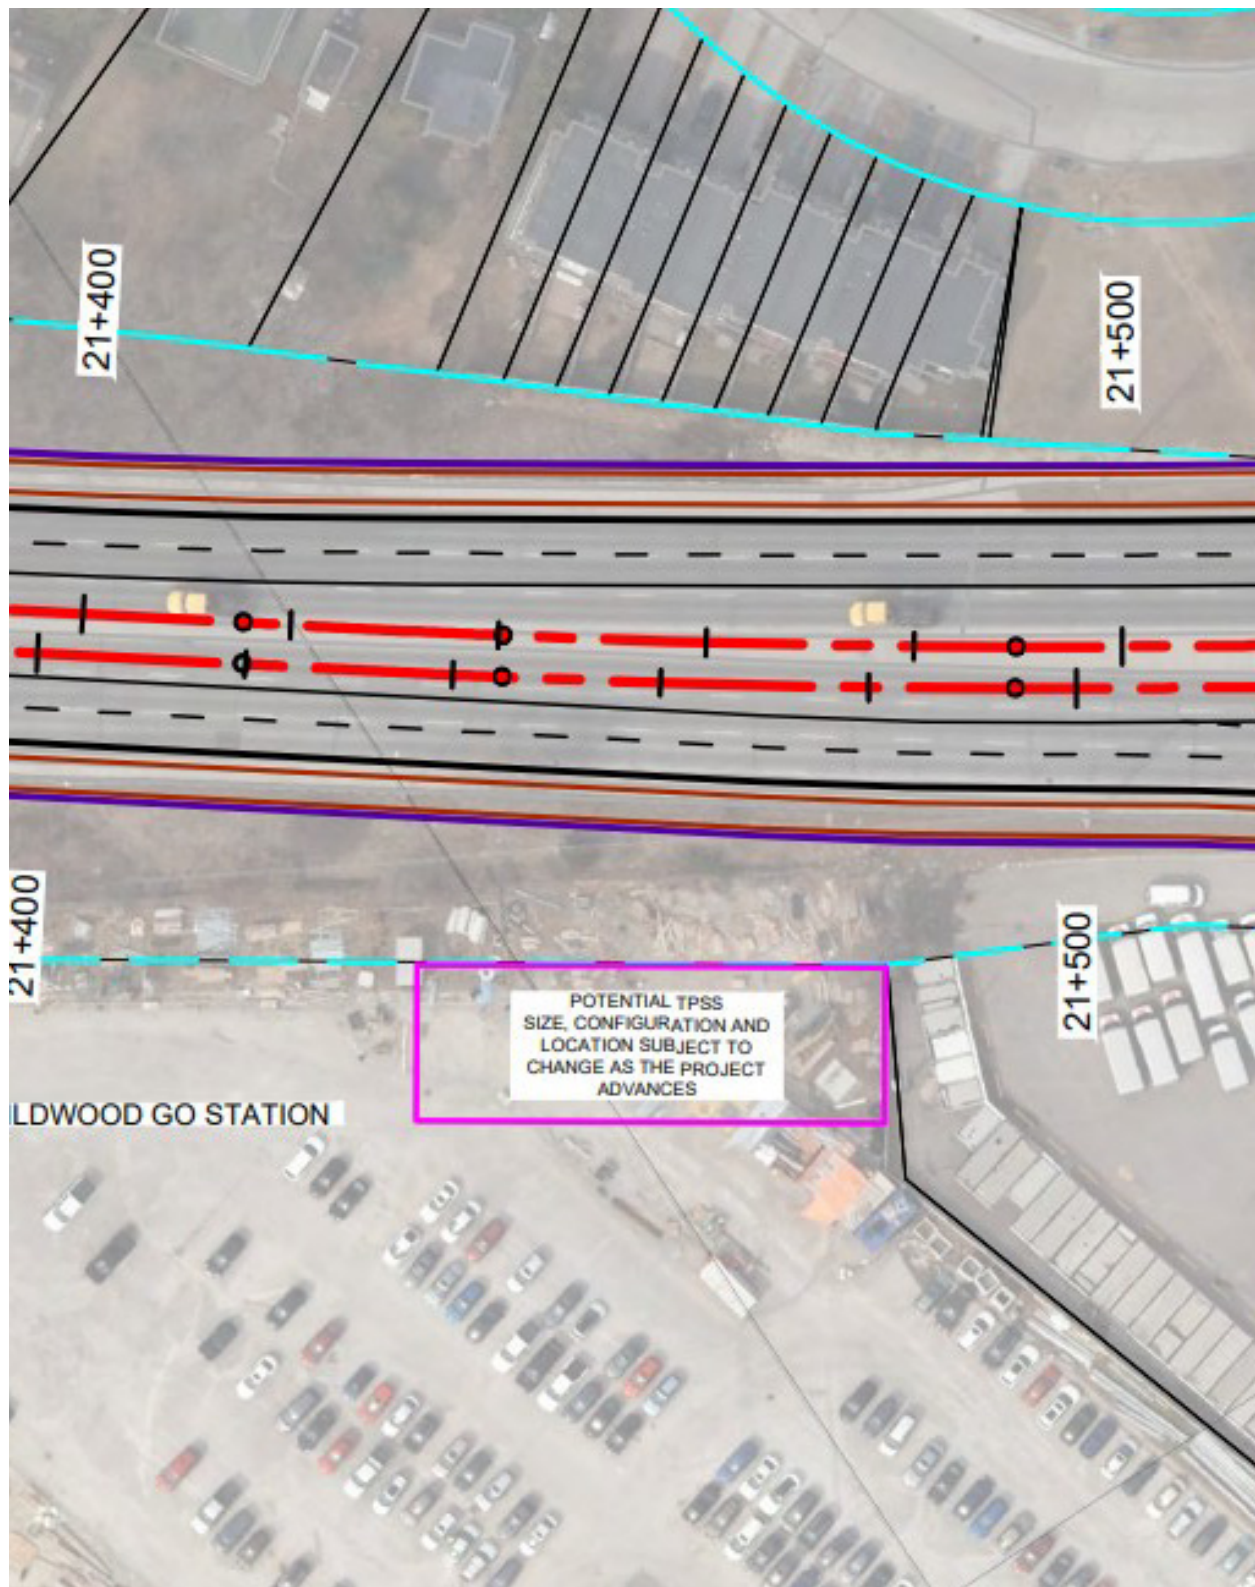 21+400
21+500
21+400
21+500
POTENTIAL TPSS
SIZE, CONFIGURATION AND
LOCATION SUBJECT TO
CHANGE AS THE PROJECT
ADVANCES
ILDWOOD GO STATION